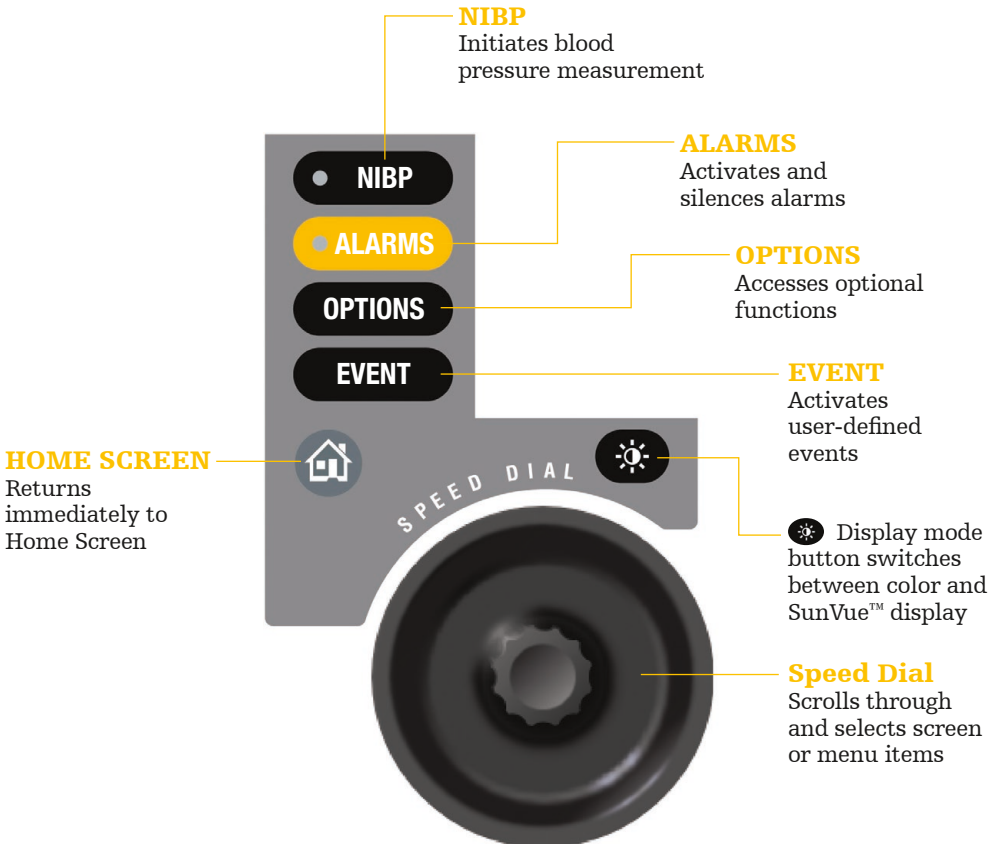 NIBP
Initiates blood
pressure measurement
ALARMS
Activates and
silences alarms
OPTIONS
Accesses optional
functions
EVENT
Activates
user-defined
events
Display mode
button switches
between color and
SunVue™ display
Speed Dial
Scrolls through
and selects screen
or menu items
HOME SCREEN
Returns
immediately to
Home Screen
NIBP
ALARMS
OPTIONS
EVENT
SPEED DIAL